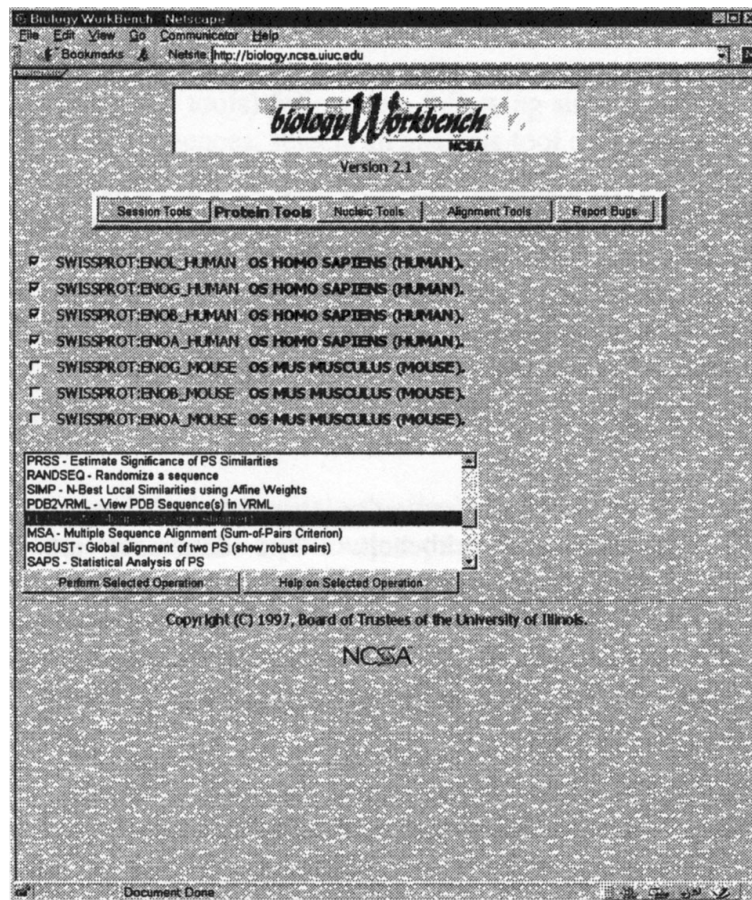 Biology WorkBench - Netscape
File Edit View Go Communicator Help
Bookmarks Netsite: http://biology.ncsa.uiuc.edu
biology Workbench
NCSA
Version 2.1
Session Tools Protein Tools Nucleic Tools Alignment Tools Report Bugs
SWISSPROT:ENOL_HUMAN OS HOMO SAPIENS (HUMAN).
SWISSPROT:ENOG_HUMAN OS HOMO SAPIENS (HUMAN).
SWISSPROT:ENOB_HUMAN OS HOMO SAPIENS (HUMAN).
SWISSPROT:ENOA_HUMAN OS HOMO SAPIENS (HUMAN).
SWISSPROT:ENOG_MOUSE OS MUS MUSCULUS (MOUSE).
SWISSPROT:ENOB_MOUSE OS MUS MUSCULUS (MOUSE).
SWISSPROT:ENOA_MOUSE OS MUS MUSCULUS (MOUSE).
PRSS - Estimate Significance of PS Similarities
RANDSEQ - Randomize a sequence
SIMP - N-Best Local Similarities using Affine Weights
PDB2VRML - View PDB Sequence(s) in VRML
MSA - Multiple Sequence Alignment (Sum-of-Pairs Criterion)
ROBUST - Global alignment of two PS (show robust pairs)
SAPS - Statistical Analysis of PS
Perform Selected Operation Help on Selected Operation
Copyright (C) 1997, Board of Trustees of the University of Illinois.
NCSA
Document Done